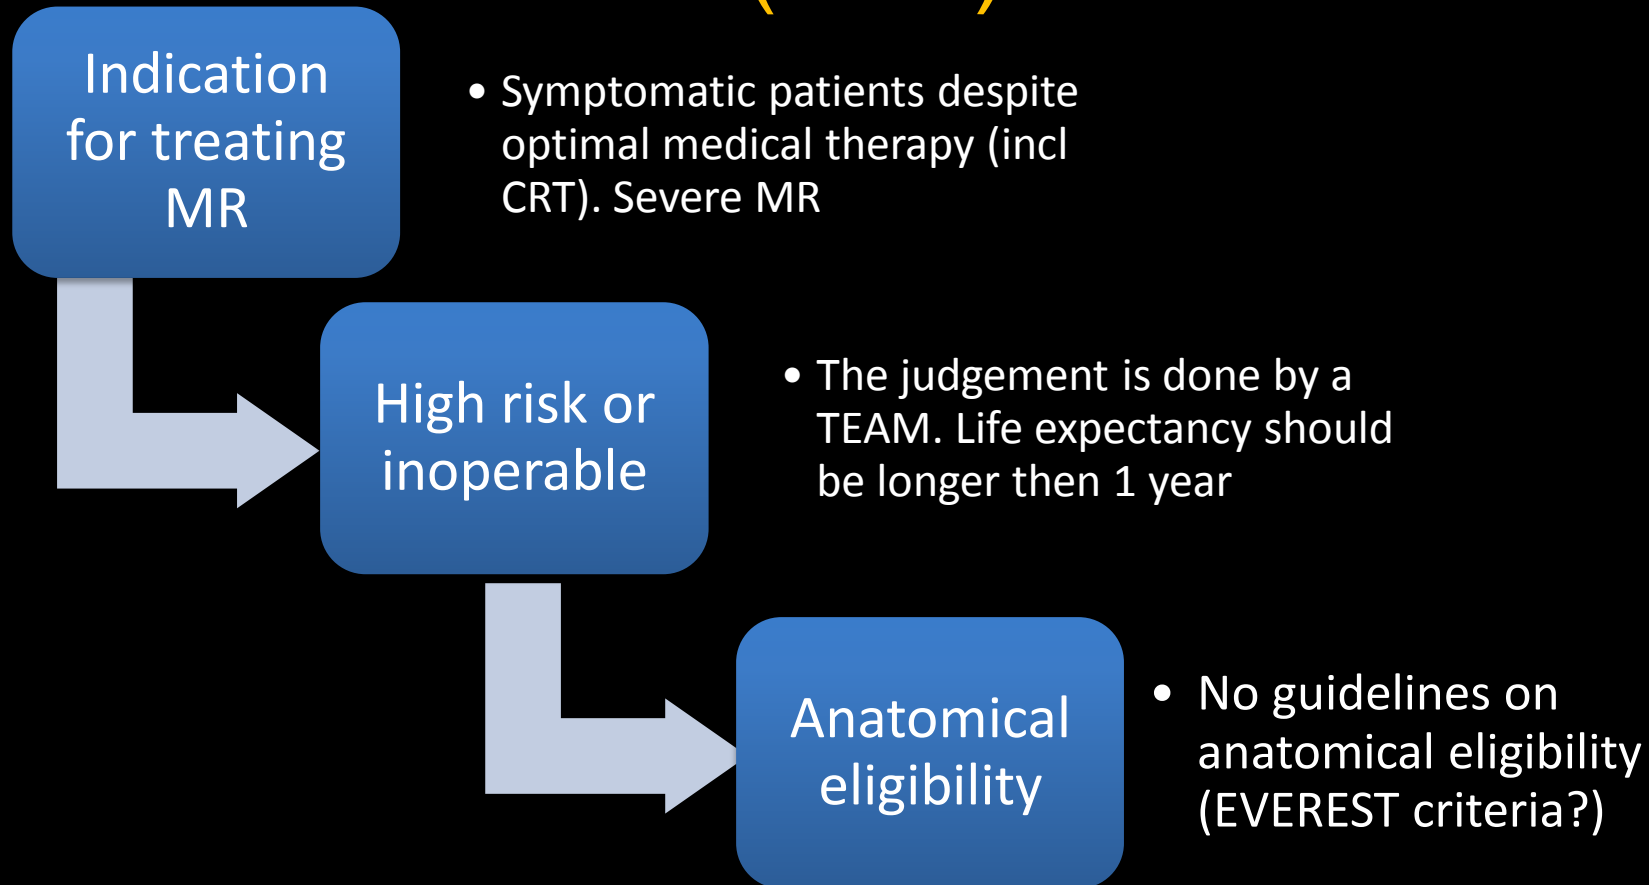 Indication
for treating
MR
• Symptomatic patients despite
optimal medical therapy (incl
CRT). Severe MR
High risk or
inoperable
• The judgement is done by a
TEAM. Life expectancy should
be longer then 1 year
Anatomical
eligibility
• No guidelines on
anatomical eligibility
(EVEREST criteria?)